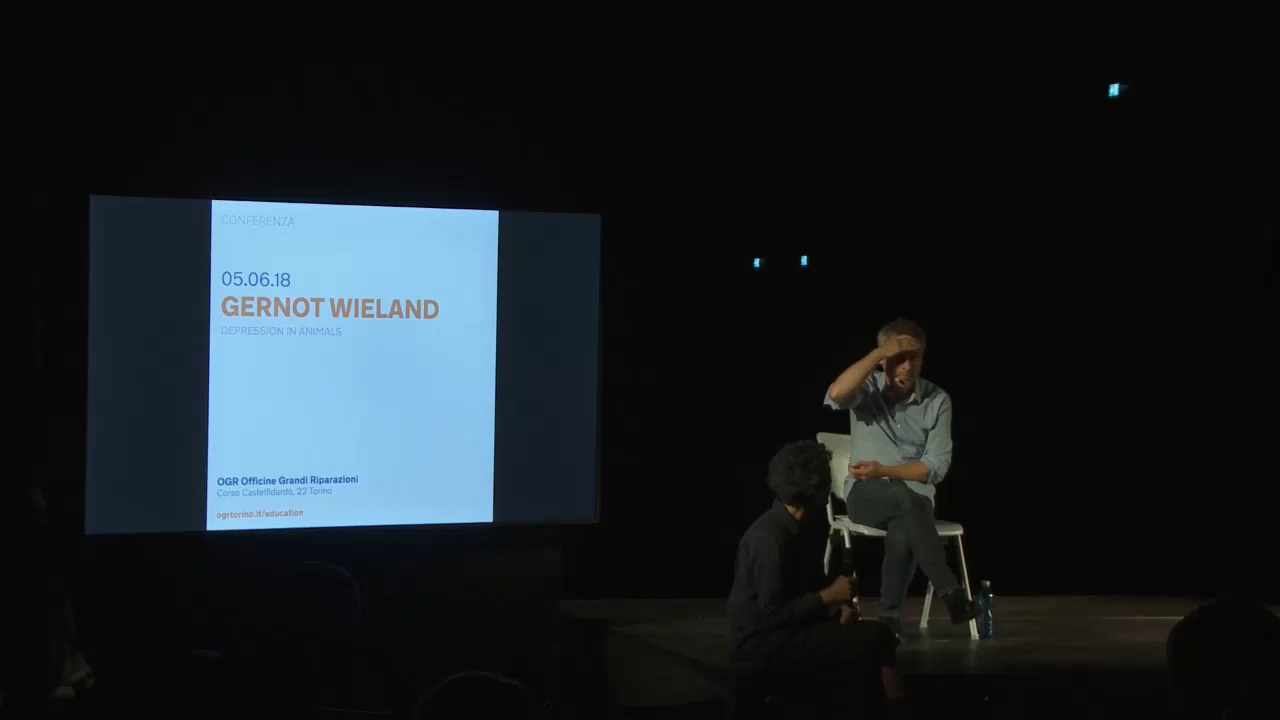 CONFERENZA
05.06.18
GERNOT WIELAND
DEPRESSION IN ANIMALS
OGR Officine Grandi Riparazioni
Corso Castelfidardo, 22 Torino
ogrtorino.it/education